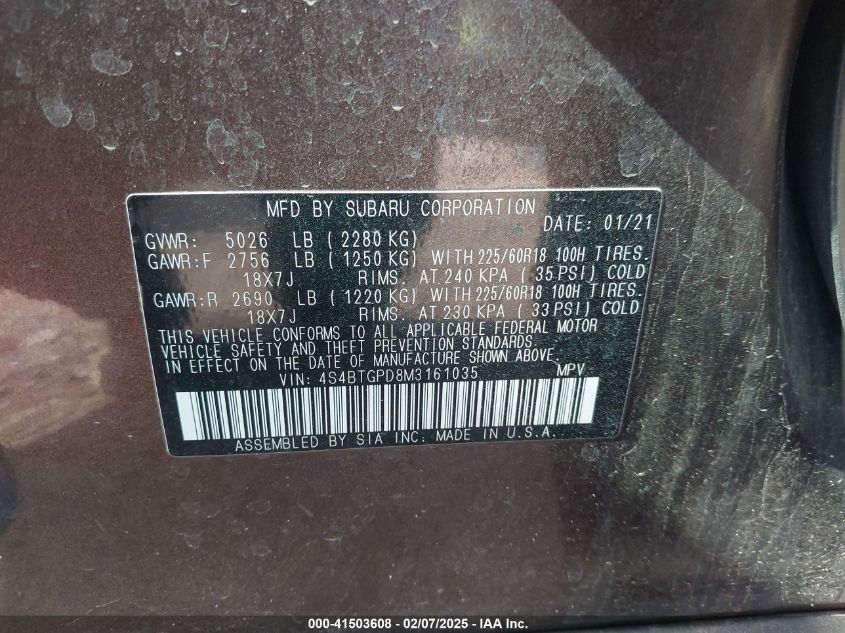 MFD BY SUBARU CORPORATION
DATE: 01/21
GVWR: 5026 LB ( 2280 KG)
GAWR:F 2756 LB ( 1250 KG) WITH 225/60R18 100H TIRES.
18X7J RIMS. AT 240 KPA ( 35 PSI) COLD
GAWR:R 2690 LB ( 1220 KG) WITH 225/60R18 100H TIRES.
18X7J RIMS. AT 230 KPA ( 33 PSI) COLD
THIS VEHICLE CONFORMS TO ALL APPLICABLE FEDERAL MOTOR
VEHICLE SAFETY AND THEFT PREVENTION STANDARDS
IN EFFECT ON THE DATE OF MANUFACTURE SHOWN ABOVE.
VIN: 4S4BTGPD8M3161035 MPV
ASSEMBLED BY SIA INC. MADE IN U.S.A.
000-41503608 - 02/07/2025 - IAA Inc.